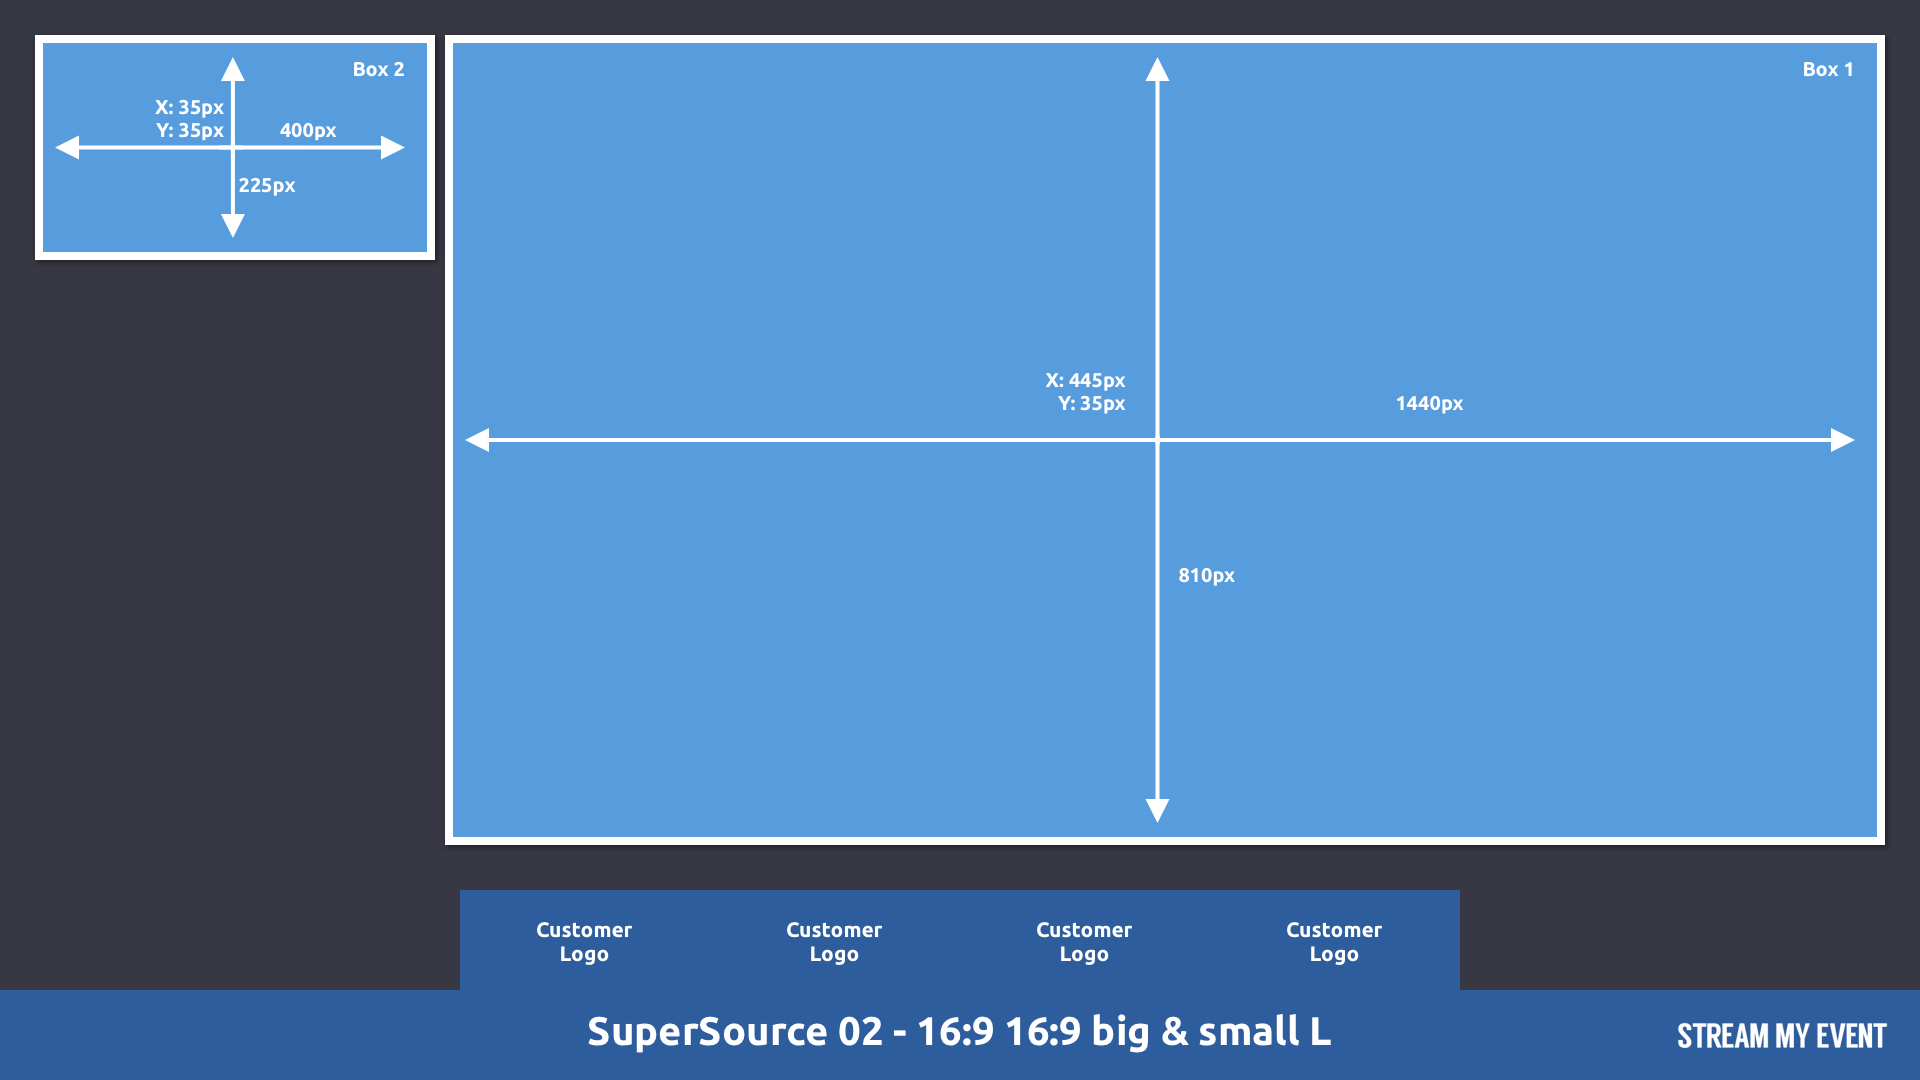 Box 2
X: 35px
Y: 35px
400px
225px
Box 1
X: 445px
Y: 35px
1440px
810px
Customer
Logo
Customer
Logo
Customer
Logo
Customer
Logo
SuperSource 02 - 16:9 16:9 big & small L
STREAM MY EVENT